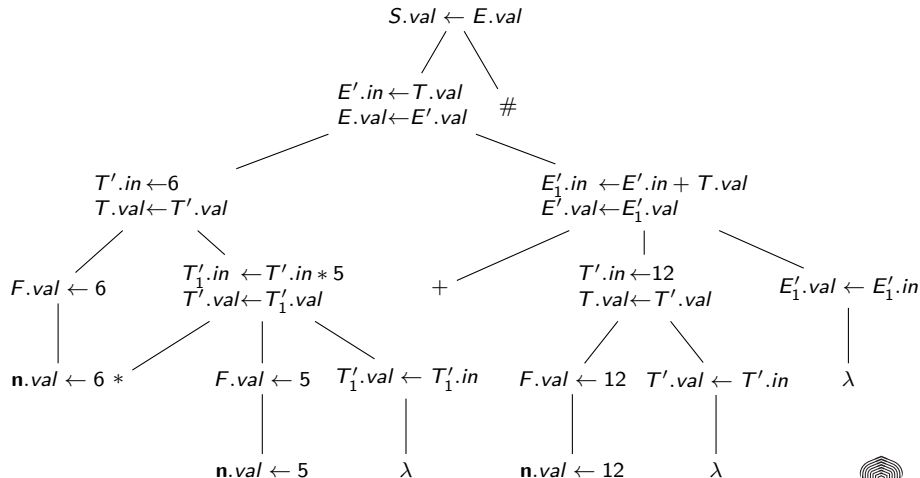 S.val ← E.val
E′.in ← T.val
E.val ← E′.val
#
T′.in ← 6
T.val ← T′.val
E′₁.in ← E′.in + T.val
E′.val ← E′₁.val
F.val ← 6
T′₁.in ← T′.in ∗ 5
T′.val ← T′₁.val
+
T′.in ← 12
T.val ← T′.val
E′₁.val ← E′₁.in
n.val ← 6
∗
F.val ← 5
T′₁.val ← T′₁.in
F.val ← 12
T′.val ← T′.in
λ
n.val ← 5
λ
n.val ← 12
λ